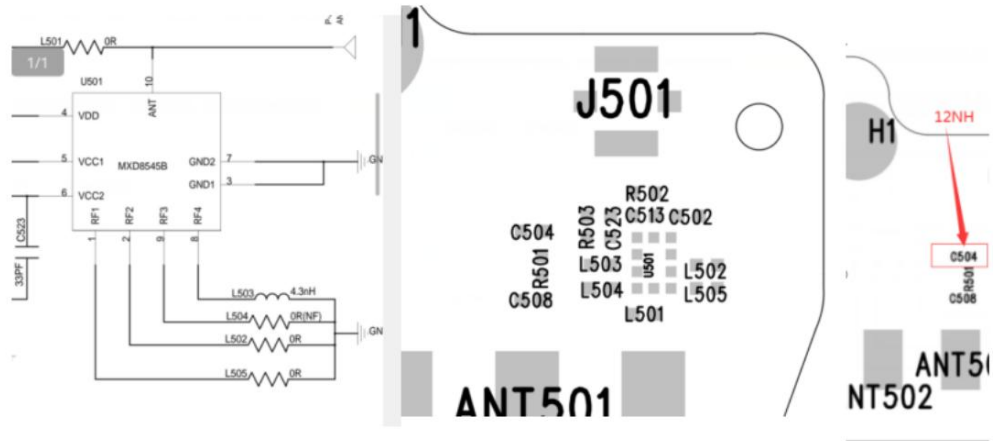 L501 0R
1/1
U501
10
ANT
4 VDD
5 VCC1
6 VCC2
MXD8545B
GND2 7
GND1 3
GN
RF1 RF2 RF3 RF4
1 2 9 8
C523
33PF
L503 4.3nH
L504 0R(NF)
L502 0R
L505 0R
GN
1
J501
R502
R503 C523 C513 C502
C504
R501
C508
L503
L504
U501
L502
L505
L501
ANT501
12NH
H1
C504
R501
C508
ANT50
NT502